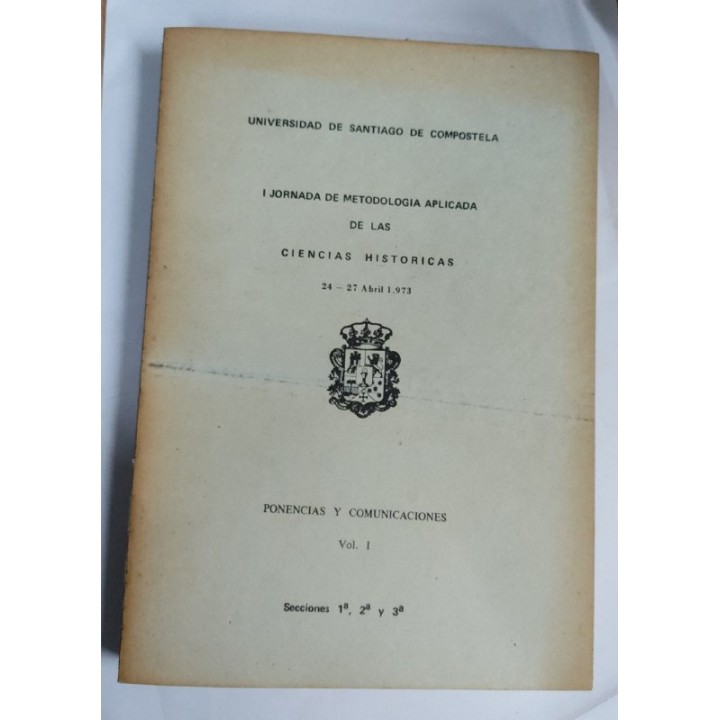 UNIVERSIDAD DE SANTIAGO DE COMPOSTELA
I JORNADA DE METODOLOGIA APLICADA
DE LAS
CIENCIAS HISTORICAS
24 – 27 Abril 1.973
PONENCIAS Y COMUNICACIONES
Vol. I
Secciones 1ª, 2ª y 3ª